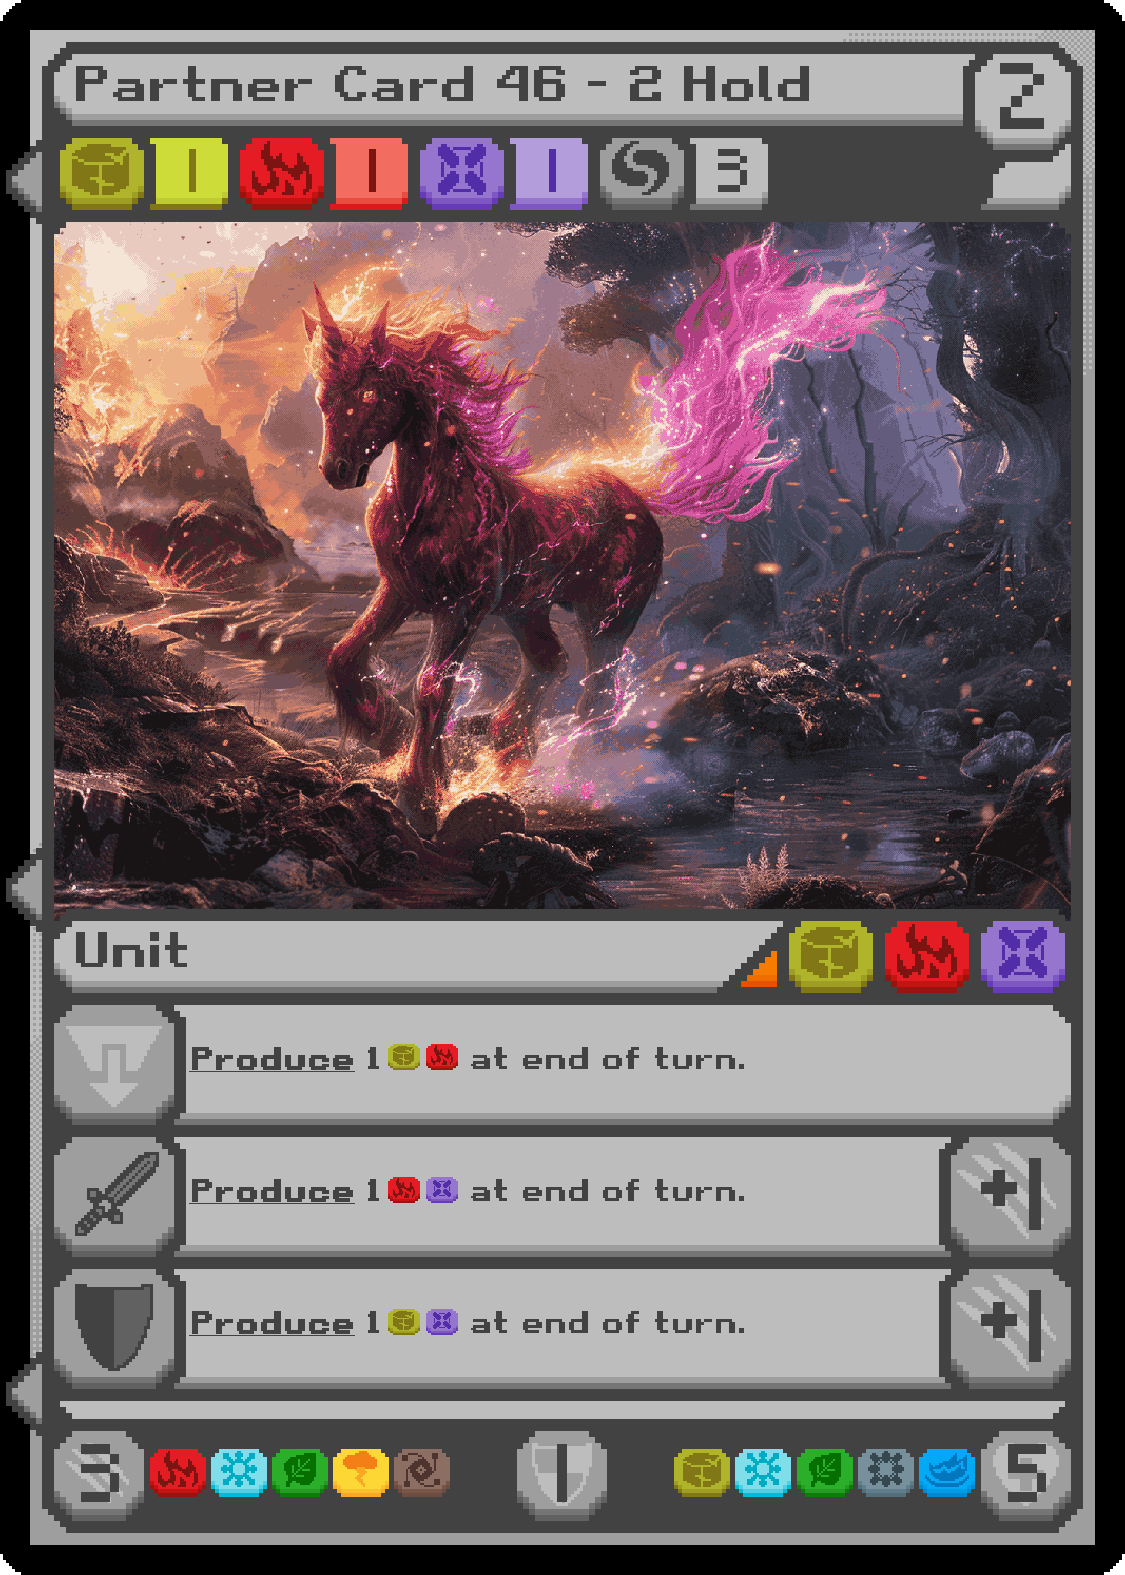 Partner Card 46 - 2 Hold
2
1 1 1 3
Unit
Produce 1 at end of turn.
Produce 1 at end of turn.
+1
Produce 1 at end of turn.
+1
3 1 5